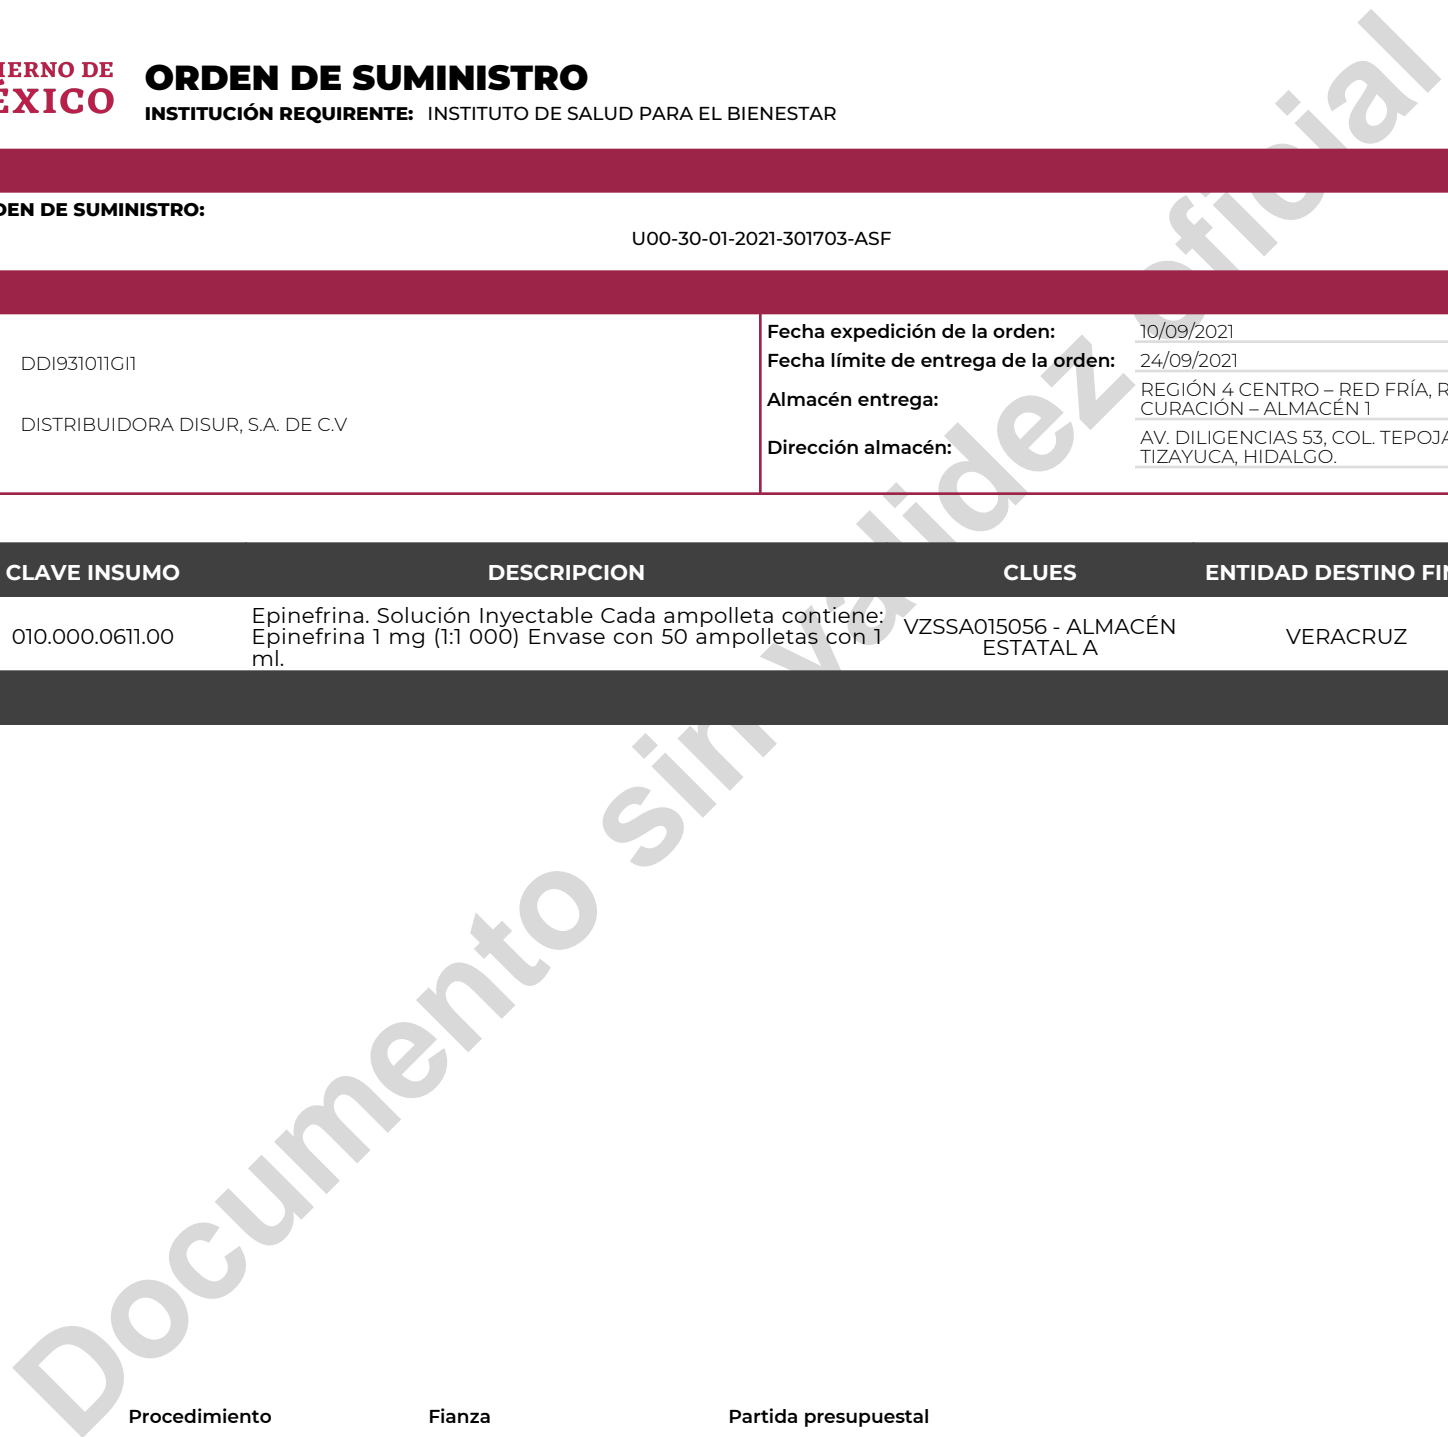 IERNO DE
ÉXICO
ORDEN DE SUMINISTRO
INSTITUCIÓN REQUIRENTE: INSTITUTO DE SALUD PARA EL BIENESTAR
DEN DE SUMINISTRO:
U00-30-01-2021-301703-ASF
DDI931011GI1
DISTRIBUIDORA DISUR, S.A. DE C.V
Fecha expedición de la orden: 10/09/2021
Fecha límite de entrega de la orden: 24/09/2021
Almacén entrega: REGIÓN 4 CENTRO – RED FRÍA, R
CURACIÓN – ALMACÉN 1
Dirección almacén: AV. DILIGENCIAS 53, COL. TEPOJA
TIZAYUCA, HIDALGO.
CLAVE INSUMO DESCRIPCION CLUES ENTIDAD DESTINO FIN
010.000.0611.00
Epinefrina. Solución Inyectable Cada ampolleta contiene:
Epinefrina 1 mg (1:1 000) Envase con 50 ampolletas con 1
ml.
VZSSA015056 - ALMACÉN
ESTATAL A
VERACRUZ
Documento sin validez oficial
Procedimiento Fianza Partida presupuestal